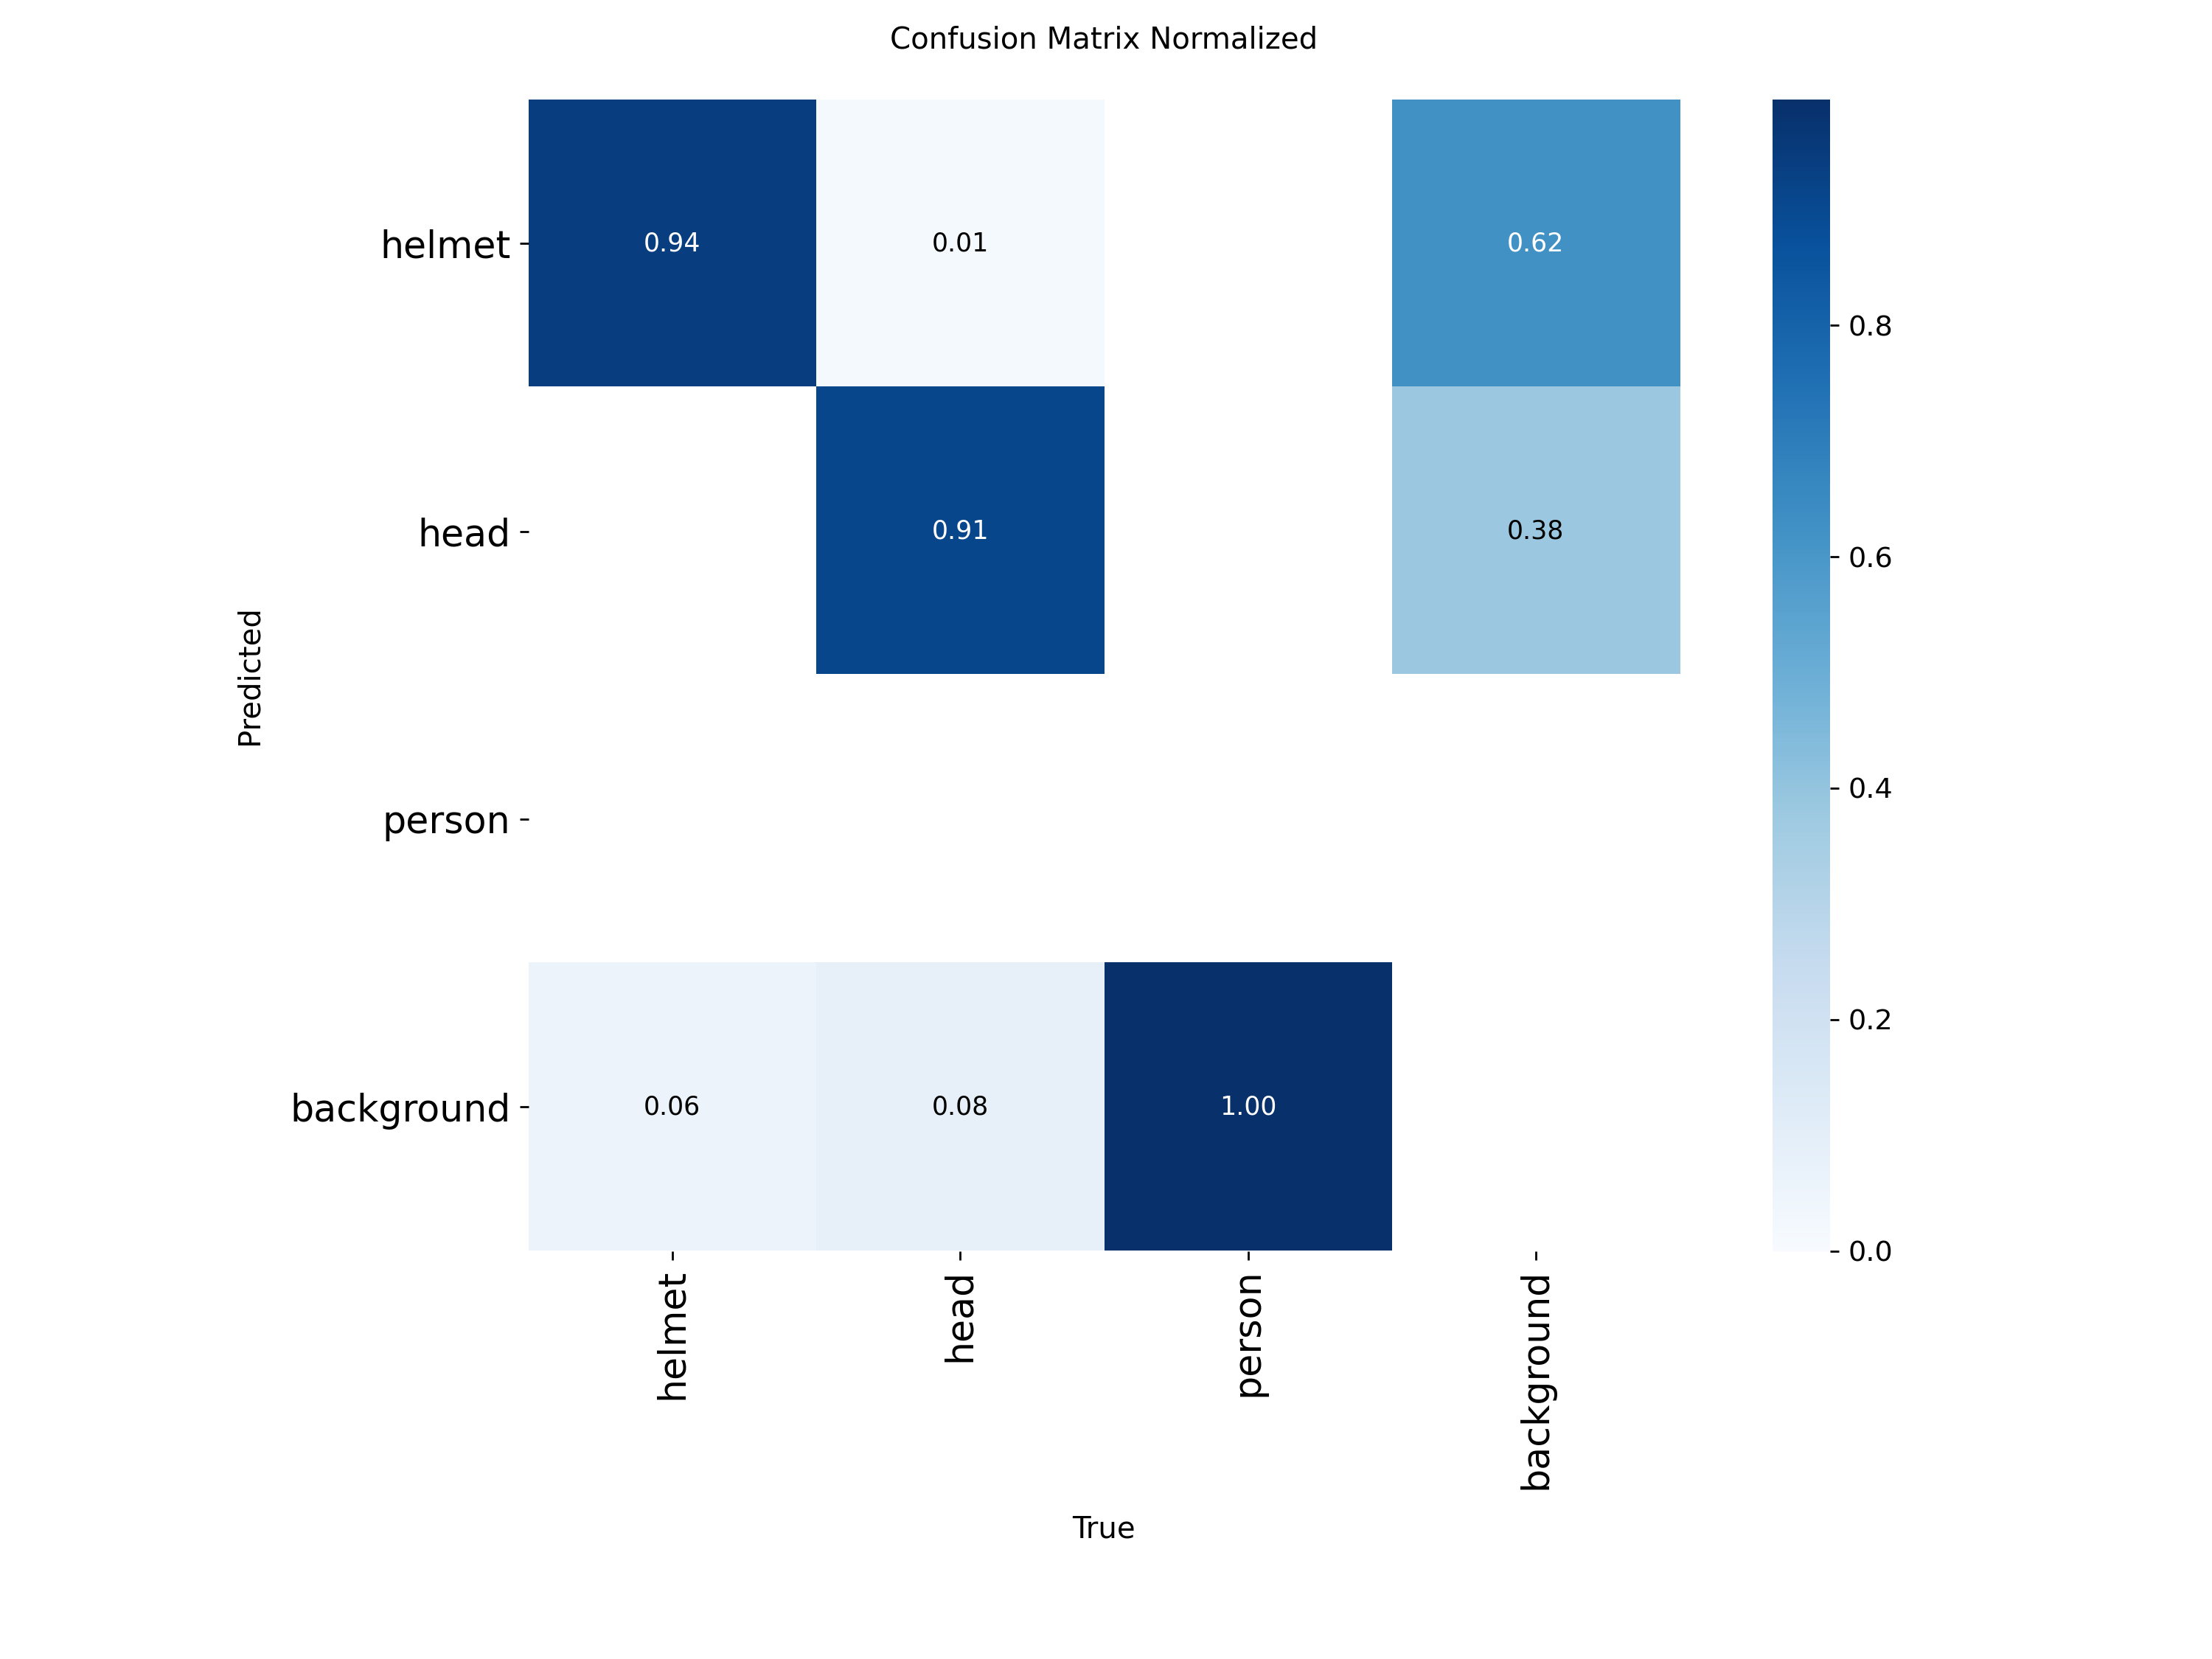 Confusion Matrix Normalized
helmet
0.94
0.01
0.62
head
0.91
0.38
person
background
0.06
0.08
1.00
Predicted
helmet
head
person
background
True
0.8
0.6
0.4
0.2
0.0